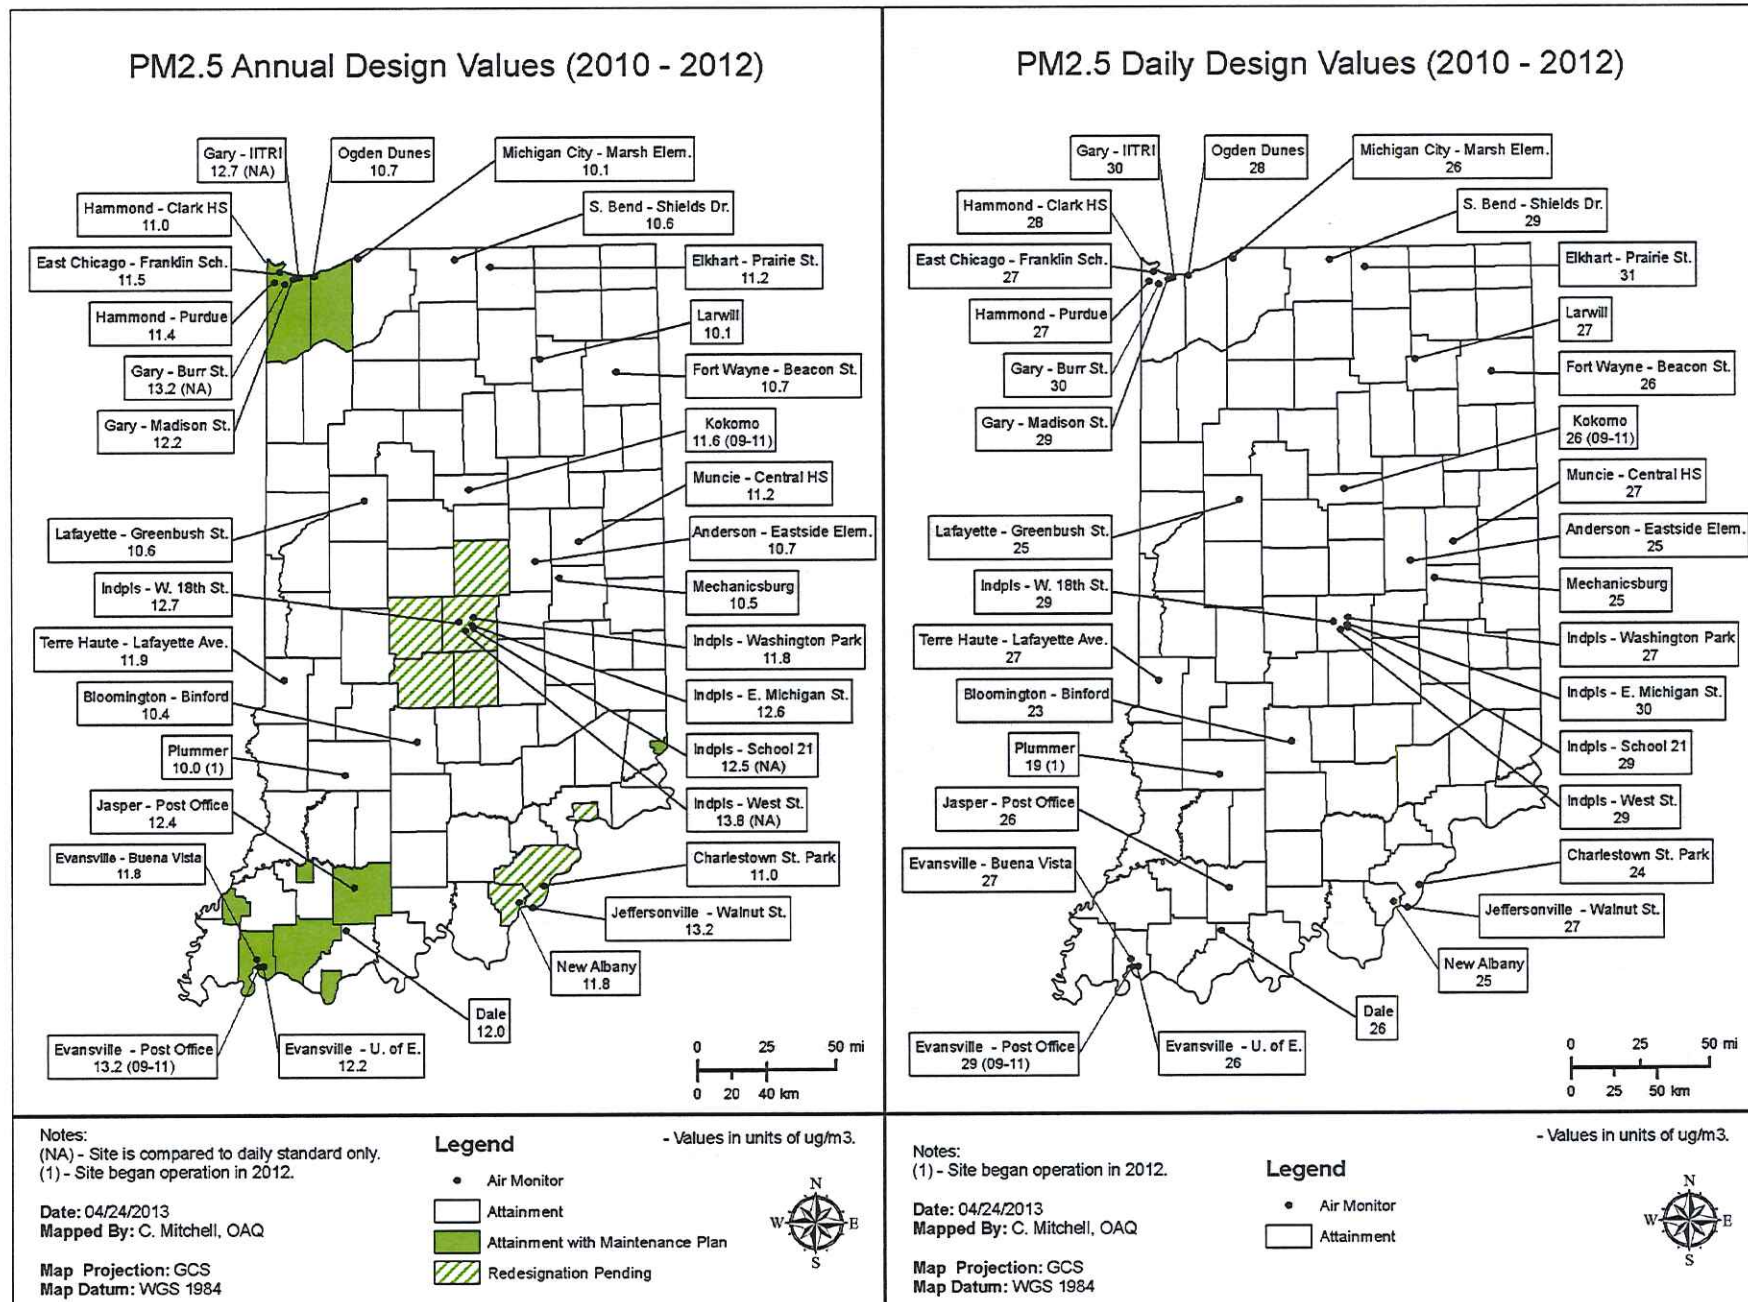 PM2.5 Annual Design Values (2010 - 2012)
Gary - IITRI
12.7 (NA)
Ogden Dunes
10.7
Michigan City - Marsh Elem.
10.1
Hammond - Clark HS
11.0
S. Bend - Shields Dr.
10.6
East Chicago - Franklin Sch.
11.5
Elkhart - Prairie St.
11.2
Hammond - Purdue
11.4
Larwill
10.1
Gary - Burr St.
13.2 (NA)
Fort Wayne - Beacon St.
10.7
Gary - Madison St.
12.2
Kokomo
11.6 (09-11)
Muncie - Central HS
11.2
Lafayette - Greenbush St.
10.6
Anderson - Eastside Elem.
10.7
Indpls - W. 18th St.
12.7
Mechanicsburg
10.5
Terre Haute - Lafayette Ave.
11.9
Indpls - Washington Park
11.8
Bloomington - Binford
10.4
Indpls - E. Michigan St.
12.6
Plummer
10.0 (1)
Indpls - School 21
12.5 (NA)
Jasper - Post Office
12.4
Indpls - West St.
13.8 (NA)
Evansville - Buena Vista
11.8
Charlestown St. Park
11.0
Jeffersonville - Walnut St.
13.2
New Albany
11.8
Dale
12.0
Evansville - Post Office
13.2 (09-11)
Evansville - U. of E.
12.2
0 25 50 mi
0 20 40 km
Notes:
(NA) - Site is compared to daily standard only.
(1) - Site began operation in 2012.
Date: 04/24/2013
Mapped By: C. Mitchell, OAQ
Map Projection: GCS
Map Datum: WGS 1984
Legend
Air Monitor
Attainment
Attainment with Maintenance Plan
Redesignation Pending
- Values in units of ug/m3.
N
W E
S
PM2.5 Daily Design Values (2010 - 2012)
Gary - IITRI
30
Ogden Dunes
28
Michigan City - Marsh Elem.
26
Hammond - Clark HS
28
S. Bend - Shields Dr.
29
East Chicago - Franklin Sch.
27
Elkhart - Prairie St.
31
Hammond - Purdue
27
Larwill
27
Gary - Burr St.
30
Fort Wayne - Beacon St.
26
Gary - Madison St.
29
Kokomo
26 (09-11)
Muncie - Central HS
27
Lafayette - Greenbush St.
25
Anderson - Eastside Elem.
25
Indpls - W. 18th St.
29
Mechanicsburg
25
Terre Haute - Lafayette Ave.
27
Indpls - Washington Park
27
Bloomington - Binford
23
Indpls - E. Michigan St.
30
Plummer
19 (1)
Indpls - School 21
29
Jasper - Post Office
26
Indpls - West St.
29
Evansville - Buena Vista
27
Charlestown St. Park
24
Jeffersonville - Walnut St.
27
New Albany
25
Dale
26
Evansville - Post Office
29 (09-11)
Evansville - U. of E.
26
0 25 50 mi
0 25 50 km
Notes:
(1) - Site began operation in 2012.
Date: 04/24/2013
Mapped By: C. Mitchell, OAQ
Map Projection: GCS
Map Datum: WGS 1984
Legend
Air Monitor
Attainment
- Values in units of ug/m3.
N
W E
S